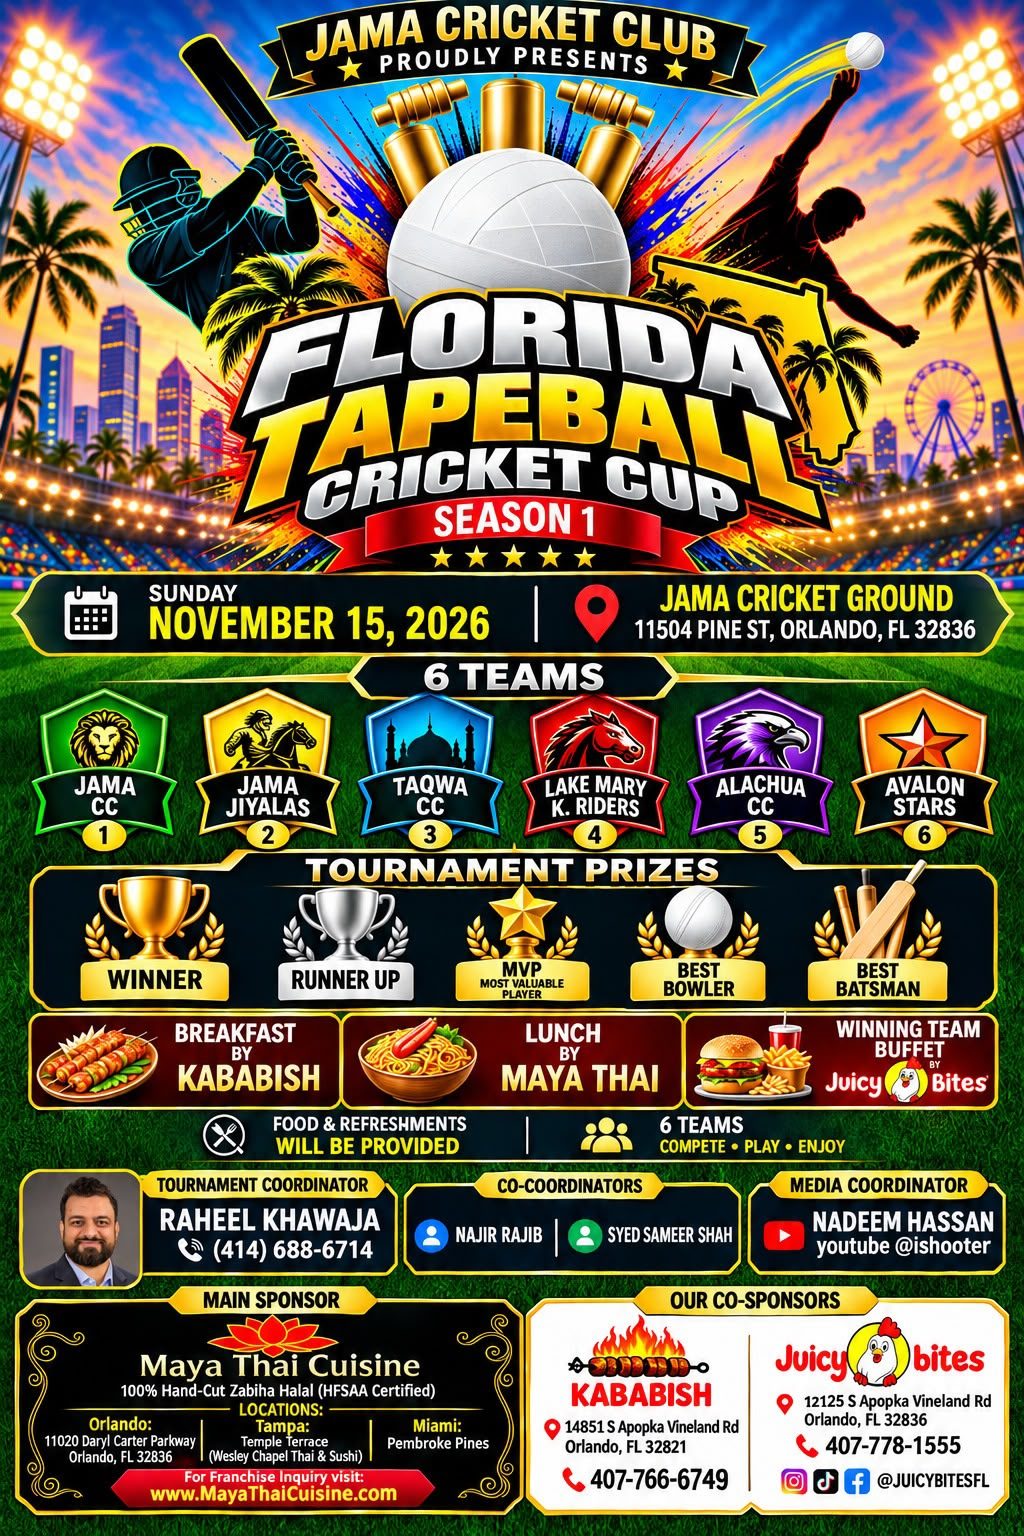 JAMA CRICKET CLUB
PROUDLY PRESENTS
FLORIDA
TAPEBALL
CRICKET CUP
SEASON 1
SUNDAY
NOVEMBER 15, 2026
JAMA CRICKET GROUND
11504 PINE ST, ORLANDO, FL 32836
6 TEAMS
JAMA
CC
1
JAMA
JIYALAS
2
TAQWA
CC
3
LAKE MARY
K. RIDERS
4
ALACHUA
CC
5
AVALON
STARS
6
TOURNAMENT PRIZES
WINNER
RUNNER UP
MVP
MOST VALUABLE
PLAYER
BEST
BOWLER
BEST
BATSMAN
BREAKFAST
BY
KABABISH
LUNCH
BY
MAYA THAI
WINNING TEAM
BUFFET
BY
Juicy Bites
FOOD & REFRESHMENTS
WILL BE PROVIDED
6 TEAMS
COMPETE • PLAY • ENJOY
TOURNAMENT COORDINATOR
RAHEEL KHAWAJA
(414) 688-6714
CO-COORDINATORS
NAJIR RAJIB
SYED SAMEER SHAH
MEDIA COORDINATOR
NADEEM HASSAN
youtube @ishooter
MAIN SPONSOR
Maya Thai Cuisine
100% Hand-Cut Zabiha Halal (HFSAA Certified)
LOCATIONS:
Orlando:
11020 Daryl Carter Parkway
Orlando, FL 32836
Tampa:
Temple Terrace
(Wesley Chapel Thai & Sushi)
Miami:
Pembroke Pines
For Franchise Inquiry visit:
www.MayaThaiCuisine.com
OUR CO-SPONSORS
KABABISH
14851 S Apopka Vineland Rd
Orlando, FL 32821
407-766-6749
Juicy bites
12125 S Apopka Vineland Rd
Orlando, FL 32836
407-778-1555
@JUICYBITESFL